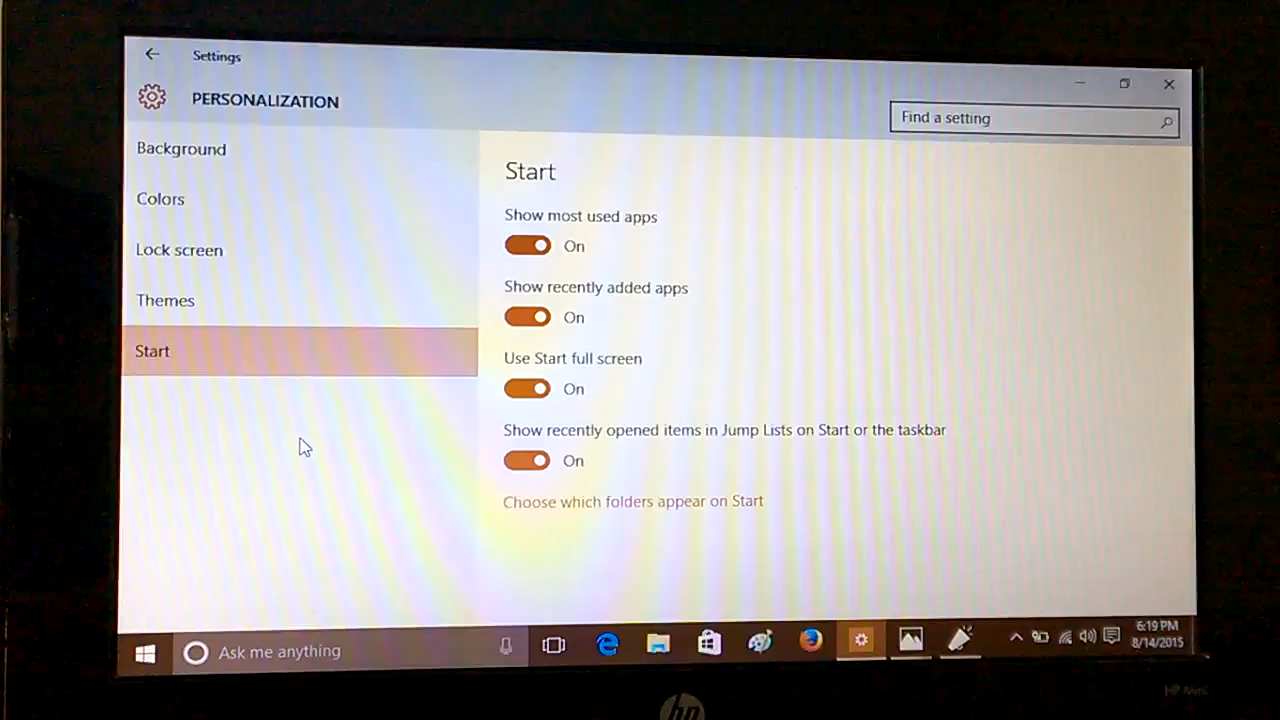 Settings
PERSONALIZATION
Find a setting
Background
Colors
Lock screen
Themes
Start
Start
Show most used apps
On
Show recently added apps
On
Use Start full screen
On
Show recently opened items in Jump Lists on Start or the taskbar
On
Choose which folders appear on Start
Ask me anything
6:19 PM
8/14/2015
hp